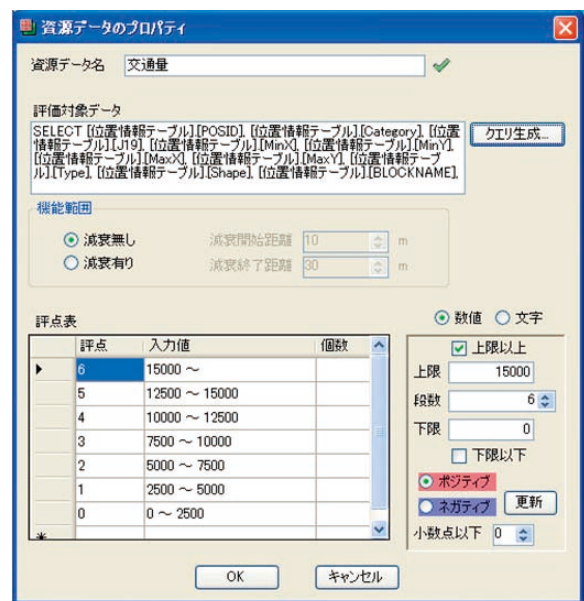 資源データのプロパティ
資源データ名 交通量
評価対象データ
SELECT [(位置情報テーブル].[POSID], [(位置情報テーブル].[Category], [(位置
情報テーブル].[J19], [(位置情報テーブル].[MinX], [(位置情報テーブル].[MinY],
[(位置情報テーブル].[MaxX], [(位置情報テーブル].[MaxY], [(位置情報テーブ
ル].[Type], [(位置情報テーブル].[Shape], [(位置情報テーブル].[BLOCKNAME],
クエリ生成...
機能範囲
減衰無し 減衰開始距離 10 m
減衰有り 減衰終了距離 30 m
評点表
数値 文字
評点 入力値 個数
6 15000 ～
5 12500 ～ 15000
4 10000 ～ 12500
3 7500 ～ 10000
2 5000 ～ 7500
1 2500 ～ 5000
0 0 ～ 2500
上限以上
上限 15000
段数 6
下限 0
下限以下
ポジティブ
ネガティブ 更新
小数点以下 0
OK キャンセル